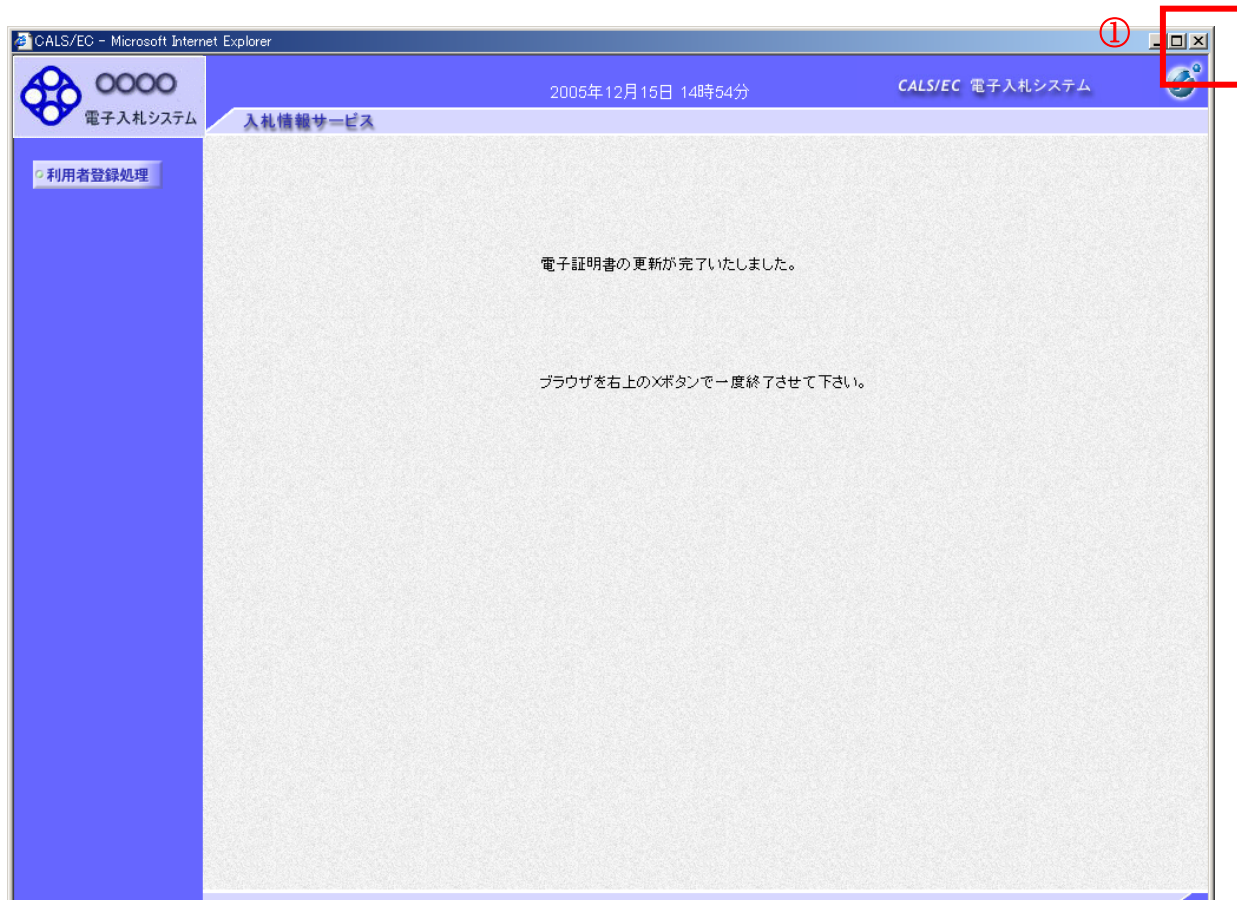 CALS/EC - Microsoft Internet Explorer
①
〇〇〇〇
電子入札システム
2005年12月15日 14時54分
CALS/EC 電子入札システム
入札情報サービス
利用者登録処理
電子証明書の更新が完了いたしました。
ブラウザを右上の×ボタンで一度終了させて下さい。